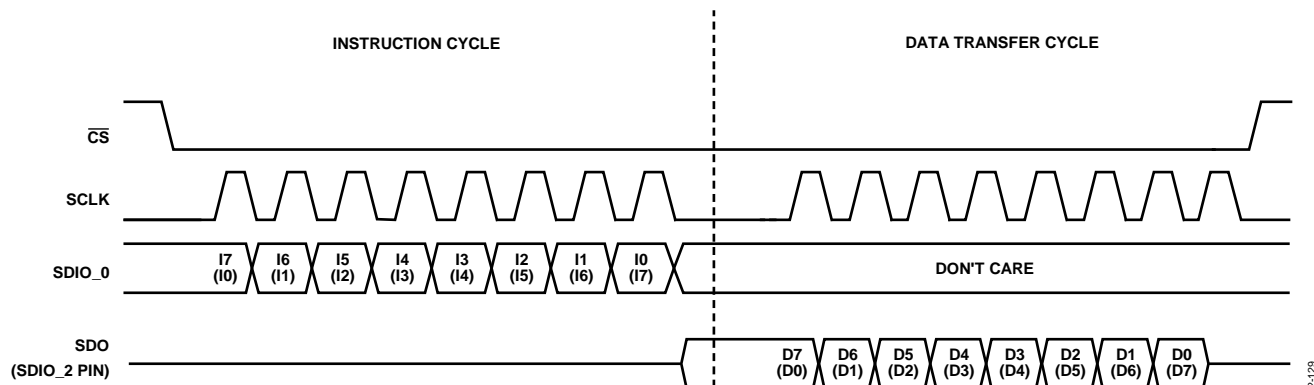 INSTRUCTION CYCLE
DATA TRANSFER CYCLE
CS
SCLK
SDIO_0
I7 I6 I5 I4 I3 I2 I1 I0
(I0) (I1) (I2) (I3) (I4) (I5) (I6) (I7)
DON'T CARE
SDO
(SDIO_2 PIN)
D7 D6 D5 D4 D3 D2 D1 D0
(D0) (D1) (D2) (D3) (D4) (D5) (D6) (D7)